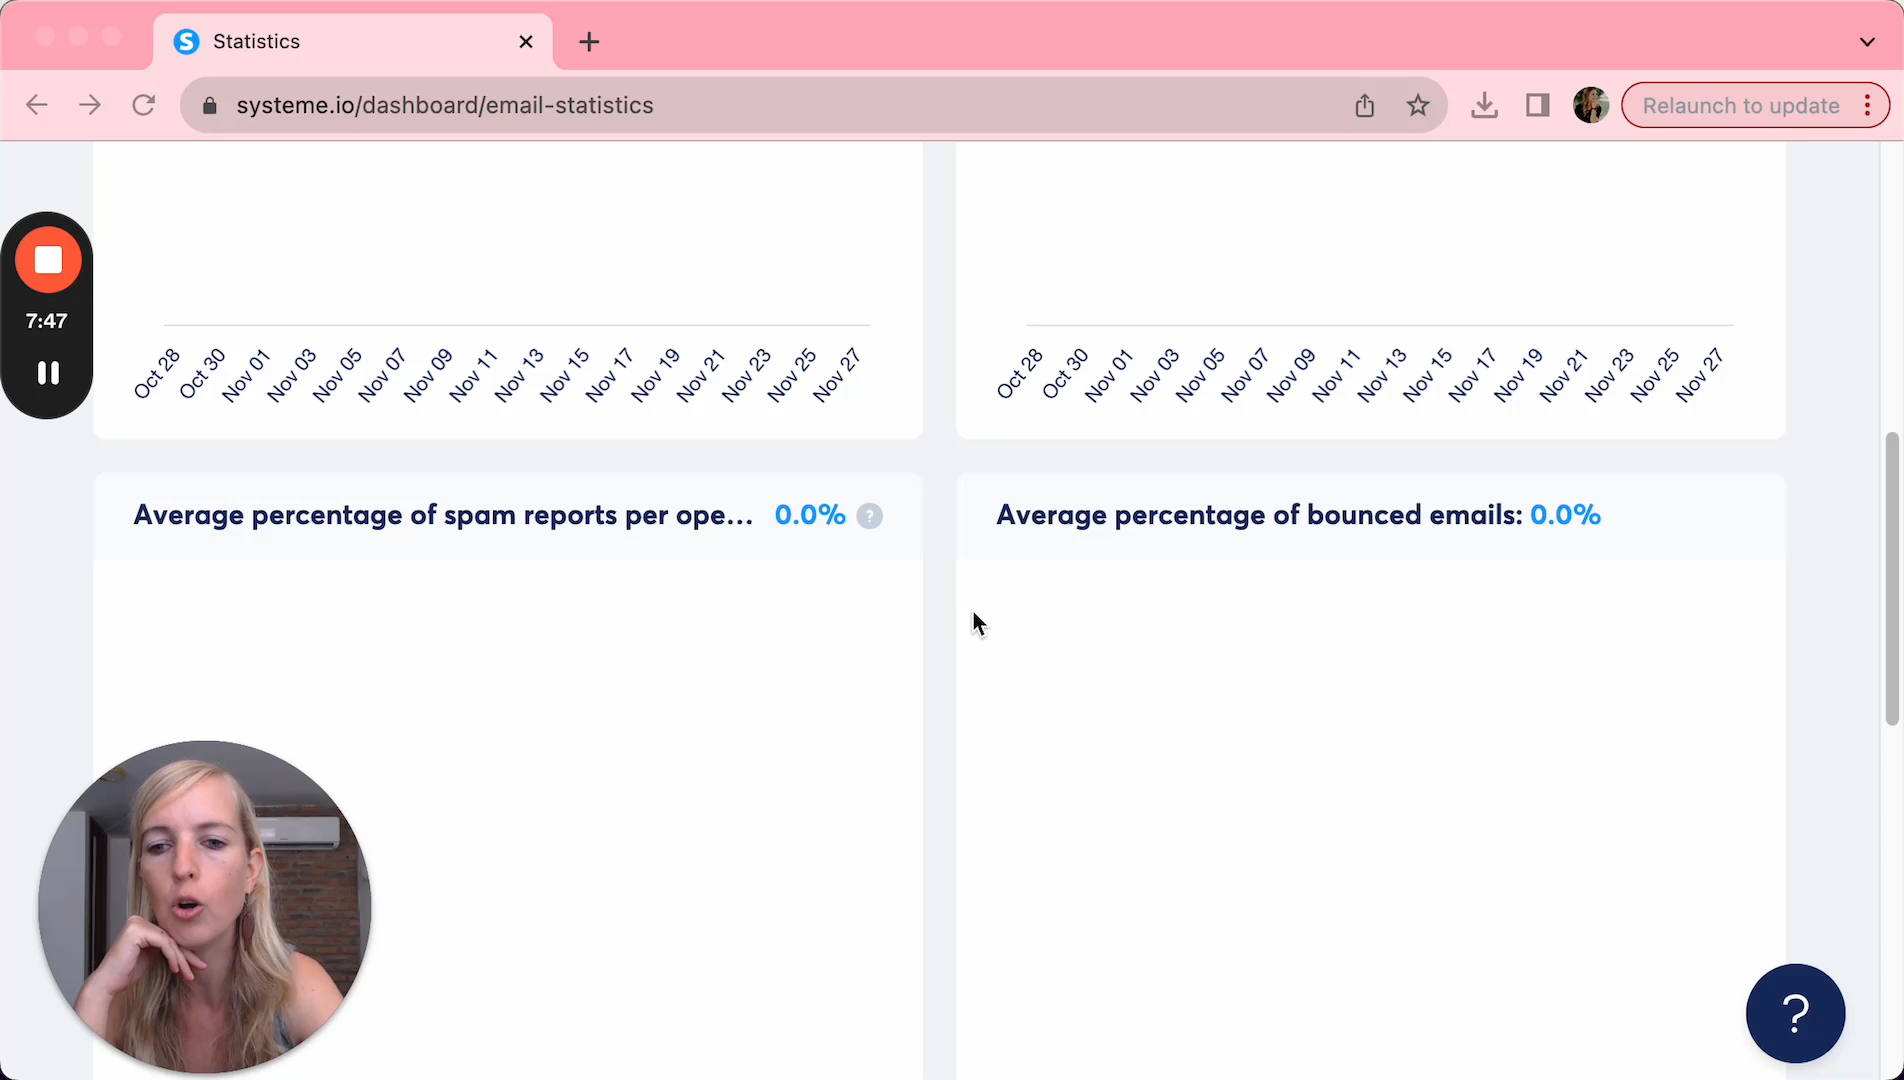 Statistics
systeme.io/dashboard/email-statistics
Relaunch to update
7:47
Oct 28 Oct 30 Nov 01 Nov 03 Nov 05 Nov 07 Nov 09 Nov 11 Nov 13 Nov 15 Nov 17 Nov 19 Nov 21 Nov 23 Nov 25 Nov 27
Oct 28 Oct 30 Nov 01 Nov 03 Nov 05 Nov 07 Nov 09 Nov 11 Nov 13 Nov 15 Nov 17 Nov 19 Nov 21 Nov 23 Nov 25 Nov 27
Average percentage of spam reports per ope... 0.0% ?
Average percentage of bounced emails: 0.0%
?